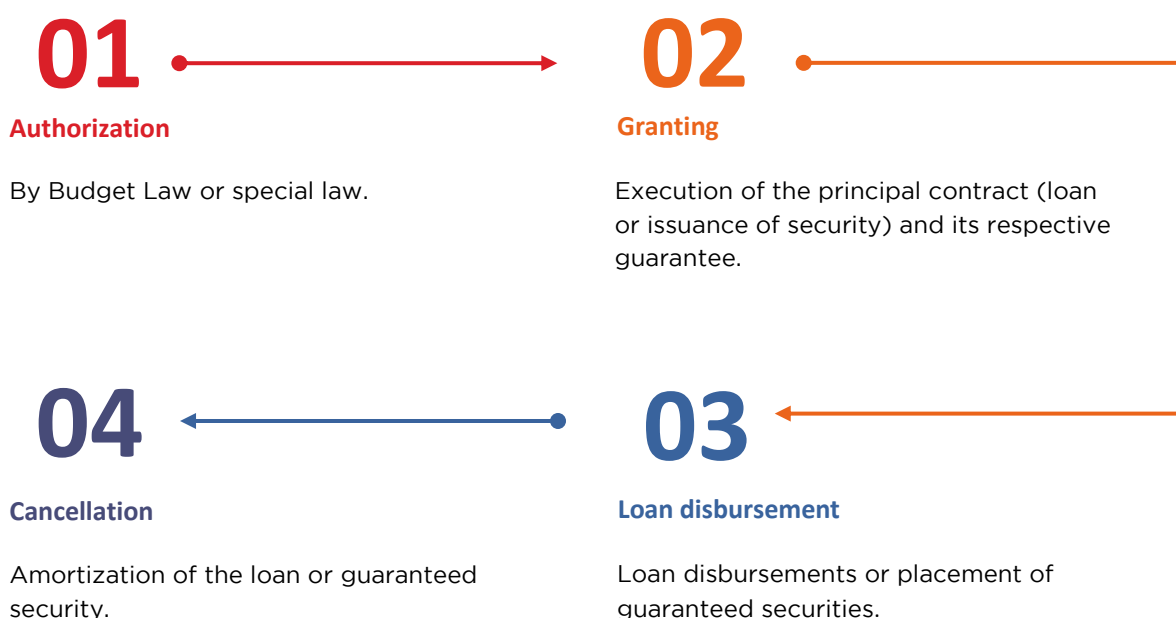 01
Authorization
By Budget Law or special law.
02
Granting
Execution of the principal contract (loan
or issuance of security) and its respective
guarantee.
03
Loan disbursement
Loan disbursements or placement of
guaranteed securities.
04
Cancellation
Amortization of the loan or guaranteed
security.